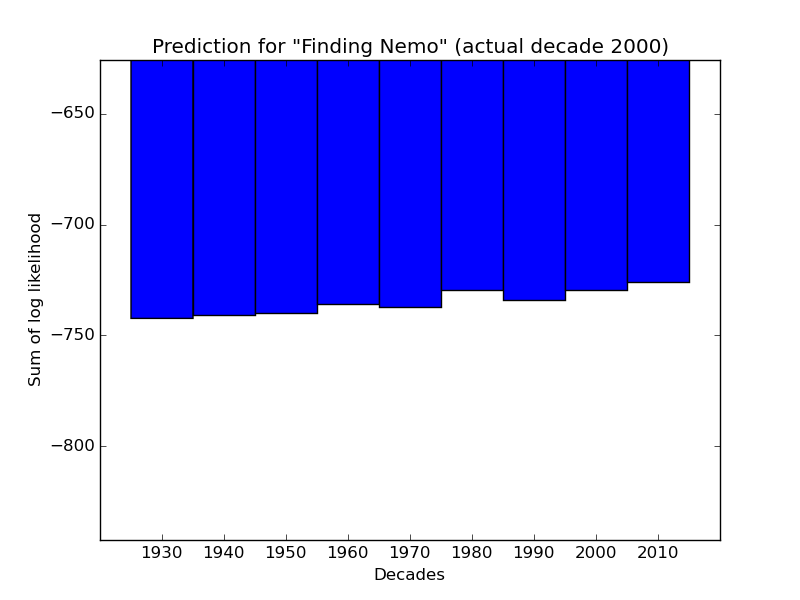 Prediction for "Finding Nemo" (actual decade 2000)
−650
−700
−750
−800
Sum of log likelihood
1930 1940 1950 1960 1970 1980 1990 2000 2010
Decades